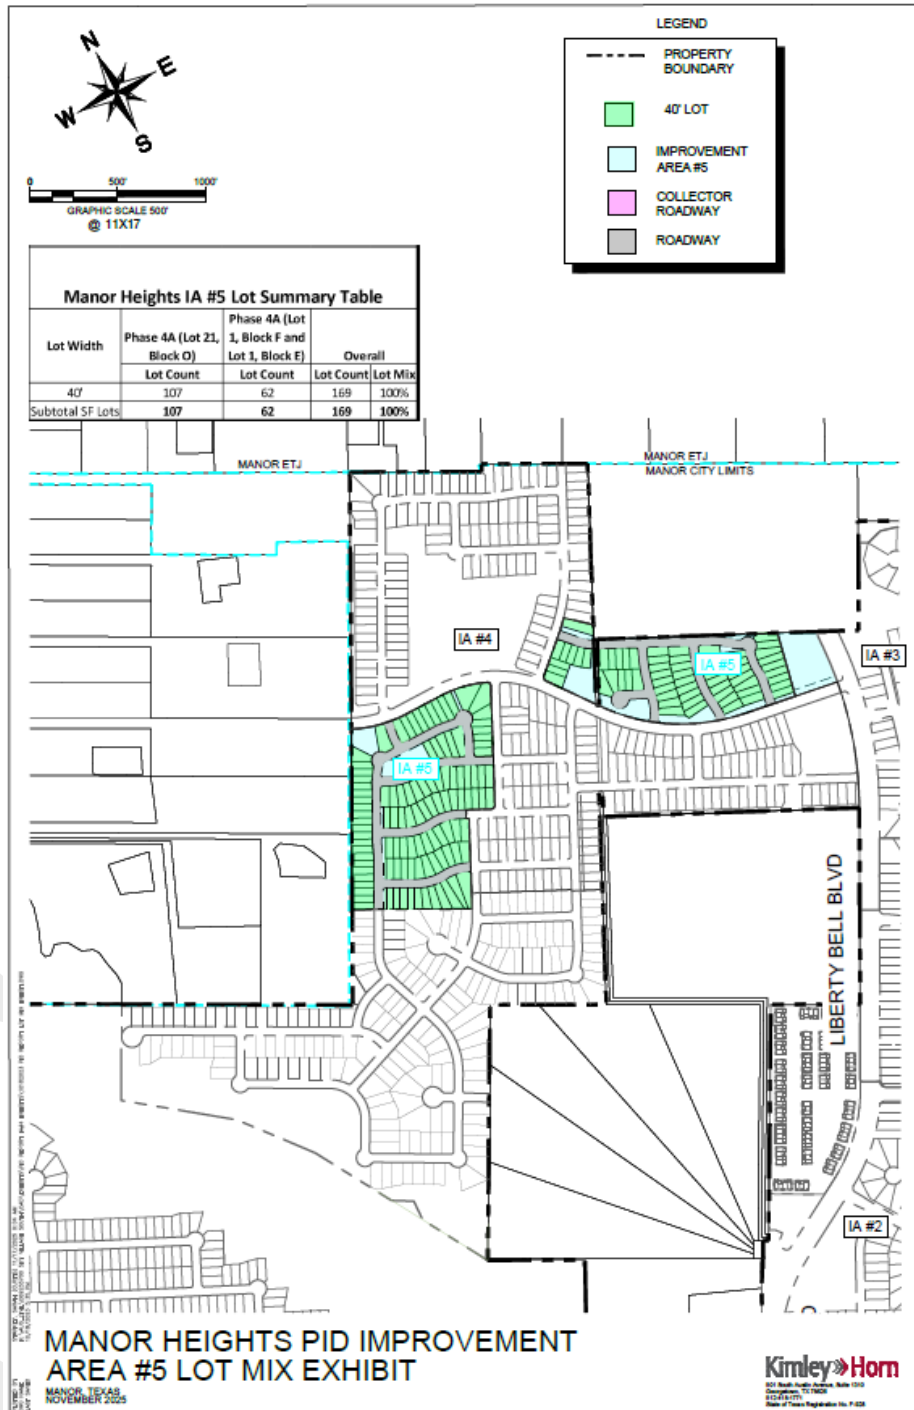 N
E
W
S
0 500' 1000'
GRAPHIC SCALE 500'
@ 11X17
LEGEND
PROPERTY
BOUNDARY
40' LOT
IMPROVEMENT
AREA #5
COLLECTOR
ROADWAY
ROADWAY
Manor Heights IA #5 Lot Summary Table
Lot Width
Phase 4A (Lot 21,
Block O)
Phase 4A (Lot
1, Block F and
Lot 1, Block E)
Overall
Lot Count Lot Count Lot Count Lot Mix
40' 107 62 169 100%
Subtotal SF Lots 107 62 169 100%
MANOR ETJ
MANOR ETJ
MANOR CITY LIMITS
IA #4
IA #3
IA #5
IA #5
LIBERTY BELL BLVD
IA #2
MANOR HEIGHTS PID IMPROVEMENT
AREA #5 LOT MIX EXHIBIT
MANOR, TEXAS
NOVEMBER 2025
Kimley»Horn